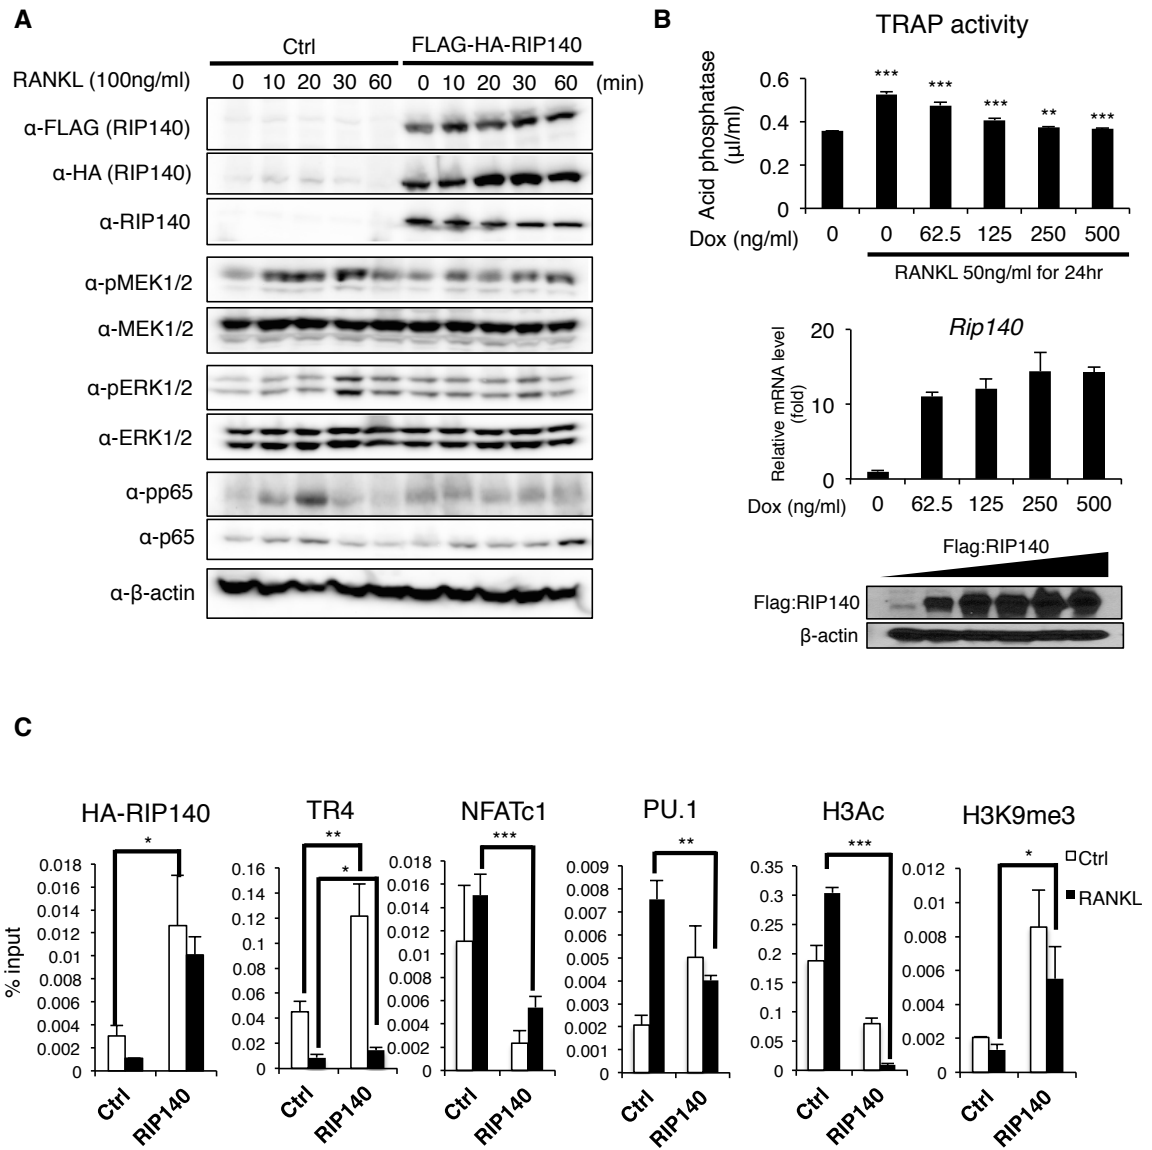 A
Ctrl
FLAG-HA-RIP140
RANKL (100ng/ml)
0 10 20 30 60 0 10 20 30 60 (min)
α-FLAG (RIP140)
α-HA (RIP140)
α-RIP140
α-pMEK1/2
α-MEK1/2
α-pERK1/2
α-ERK1/2
α-pp65
α-p65
α-β-actin
B
TRAP activity
Acid phosphatase
(μl/ml)
0.6
0.4
0.2
0
***
***
***
**
***
Dox (ng/ml) 0 0 62.5 125 250 500
RANKL 50ng/ml for 24hr
Rip140
Relative mRNA level
(fold)
20
10
0
Dox (ng/ml) 0 62.5 125 250 500
Flag:RIP140
Flag:RIP140
β-actin
C
% input
HA-RIP140
*
0.018
0.016
0.014
0.012
0.01
0.008
0.006
0.004
0.002
0
Ctrl
RIP140
TR4
**
*
0.16
0.14
0.12
0.1
0.08
0.06
0.04
0.02
0
Ctrl
RIP140
NFATc1
***
0.018
0.016
0.014
0.012
0.01
0.008
0.006
0.004
0.002
0
Ctrl
RIP140
PU.1
**
0.009
0.008
0.007
0.006
0.005
0.004
0.003
0.002
0.001
0
Ctrl
RIP140
H3Ac
***
0.35
0.3
0.25
0.2
0.15
0.1
0.05
0
Ctrl
RIP140
H3K9me3
*
0.012
0.01
0.008
0.006
0.004
0.002
0
Ctrl
RIP140
Ctrl
RANKL